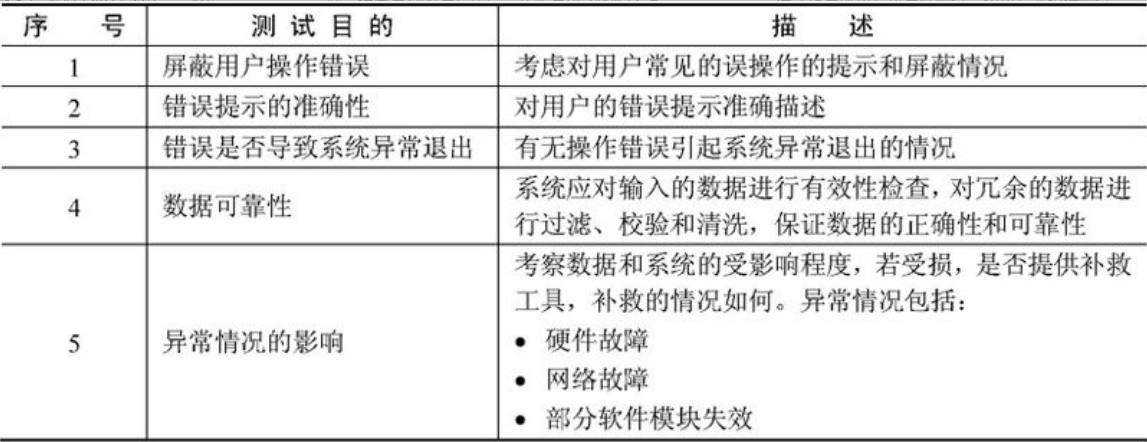 序 号 测 试 目 的 描 述
1 屏蔽用户操作错误 考虑对用户常见的误操作的提示和屏蔽情况
2 错误提示的准确性 对用户的错误提示准确描述
3 错误是否导致系统异常退出 有无操作错误引起系统异常退出的情况
4 数据可靠性 系统应对输入的数据进行有效性检查，对冗余的数据进
行过滤、校验和清洗，保证数据的正确性和可靠性
5 异常情况的影响 考察数据和系统的受影响程度，若受损，是否提供补救
工具，补救的情况如何。异常情况包括：
• 硬件故障
• 网络故障
• 部分软件模块失效